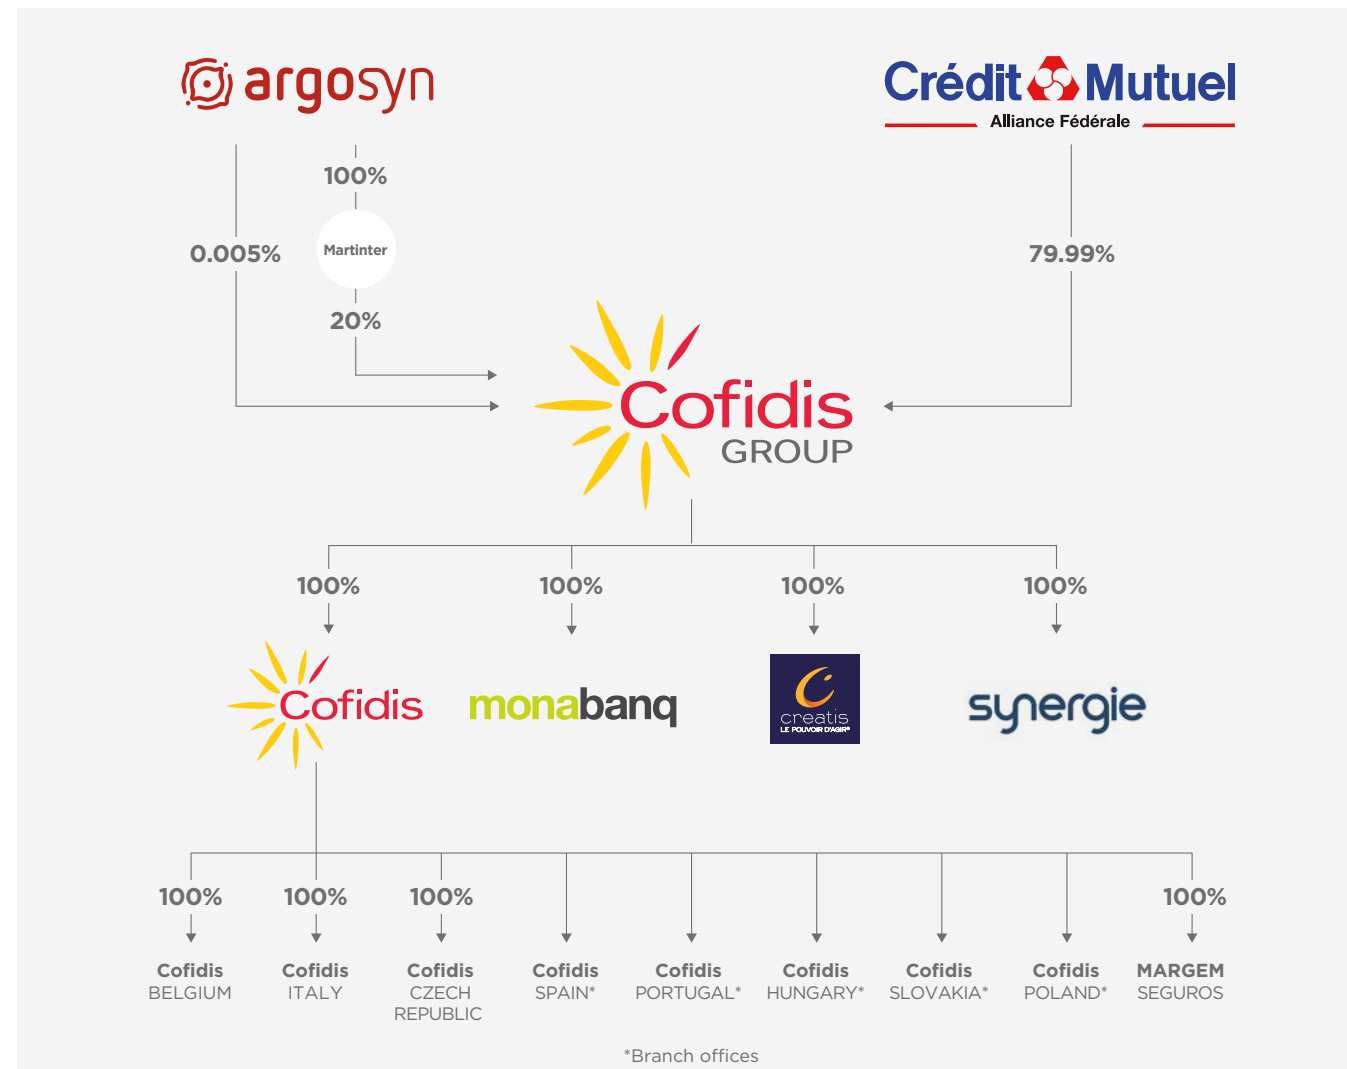 argosyn
Crédit Mutuel
Alliance Fédérale
100%
0.005%
Martinter
79.99%
20%
Cofidis
GROUP
100%
100%
100%
100%
Cofidis
monabanq
creatis
LE POUVOIR D'AGIR®
synergie
100%
100%
100%
100%
Cofidis
BELGIUM
Cofidis
ITALY
Cofidis
CZECH
REPUBLIC
Cofidis
SPAIN*
Cofidis
PORTUGAL*
Cofidis
HUNGARY*
Cofidis
SLOVAKIA*
Cofidis
POLAND*
MARGEM
SEGUROS
*Branch offices